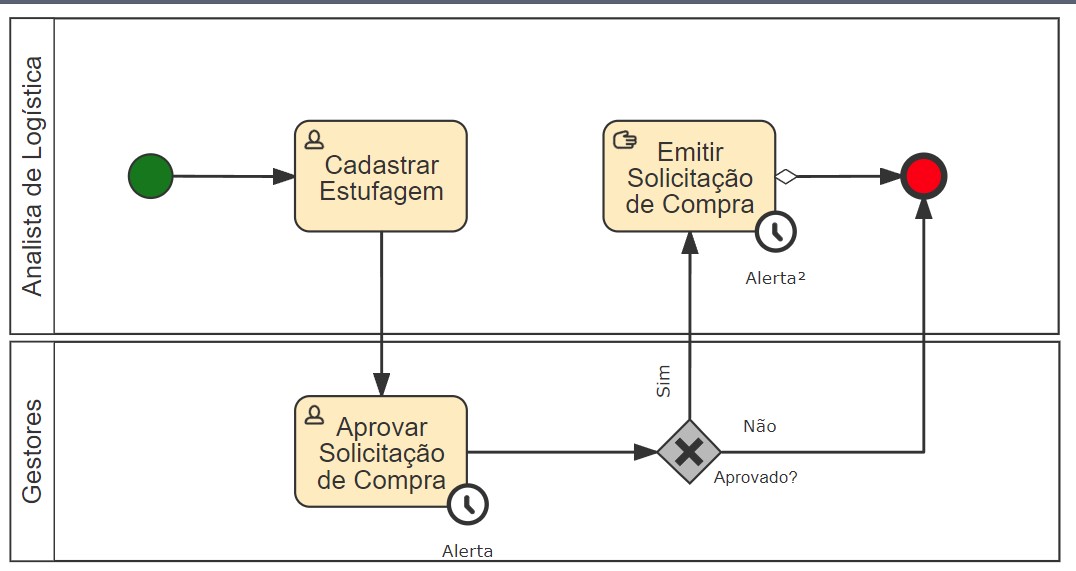 Analista de Logística
Cadastrar
Estufagem
Emitir
Solicitação
de Compra
Alerta²
Gestores
Aprovar
Solicitação
de Compra
Alerta
Sim
Não
Aprovado?